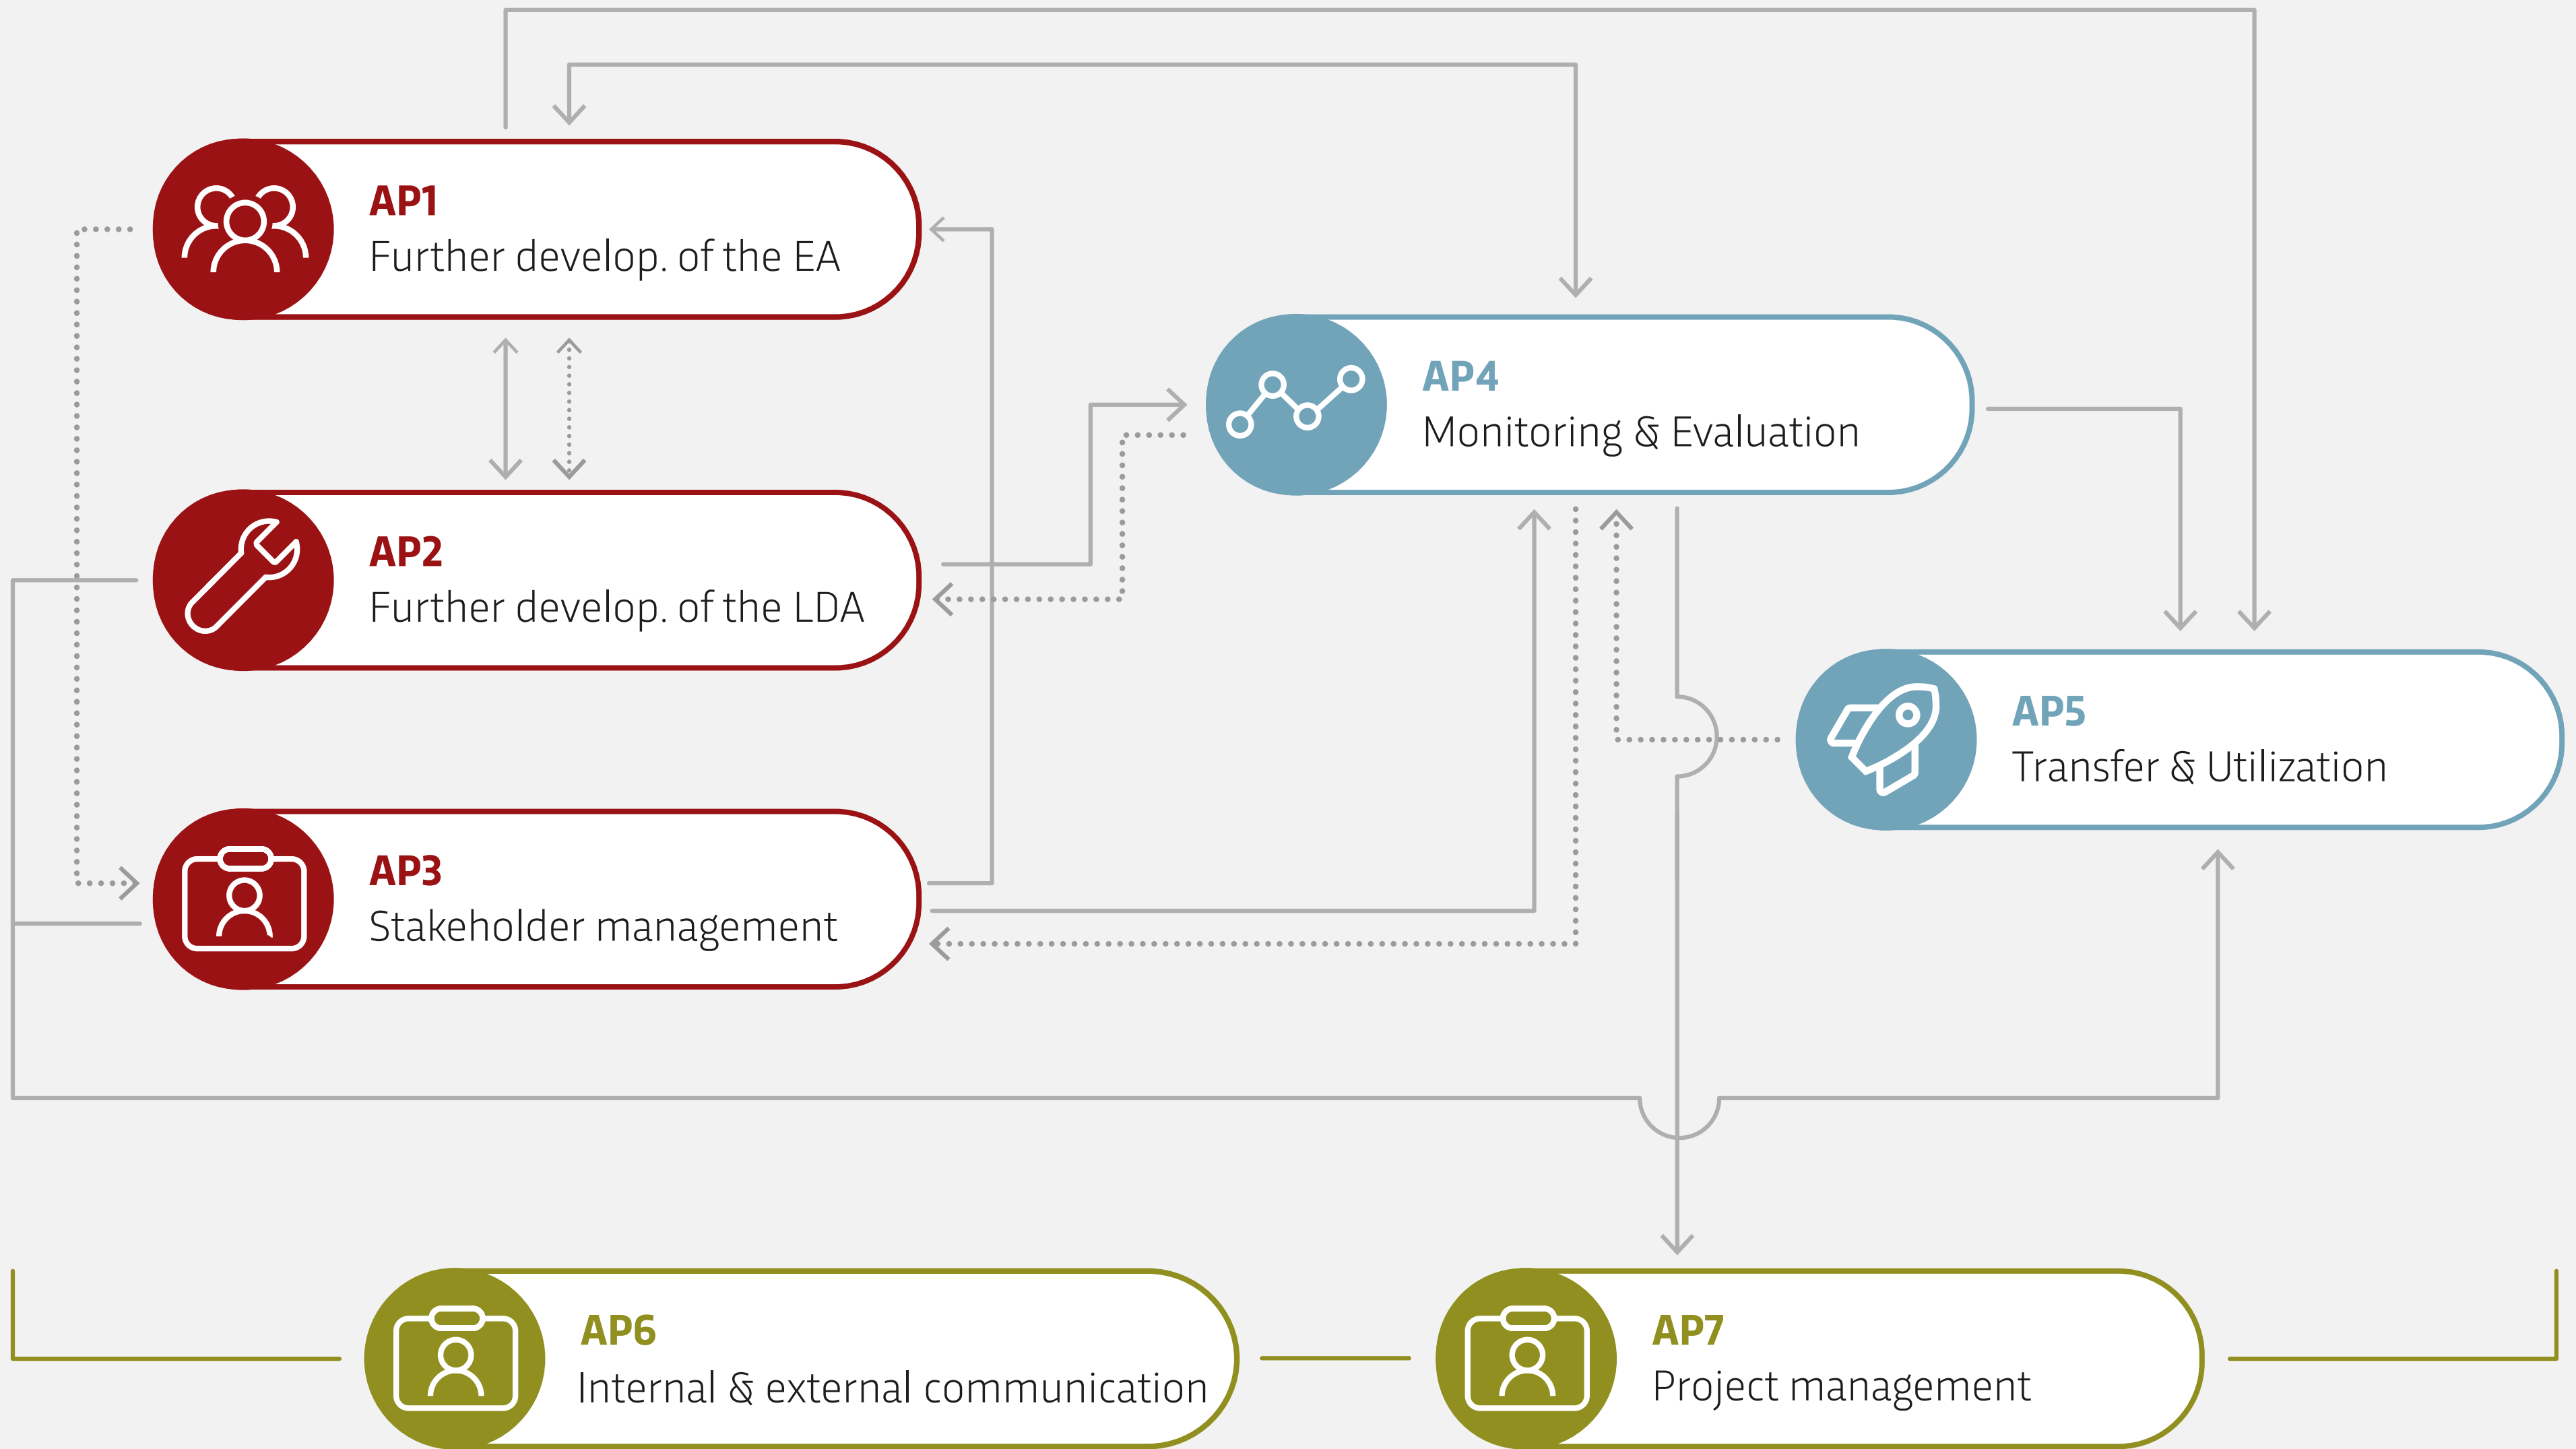 AP1
Further develop. of the EA
AP2
Further develop. of the LDA
AP3
Stakeholder management
AP4
Monitoring & Evaluation
AP5
Transfer & Utilization
AP6
Internal & external communication
AP7
Project management